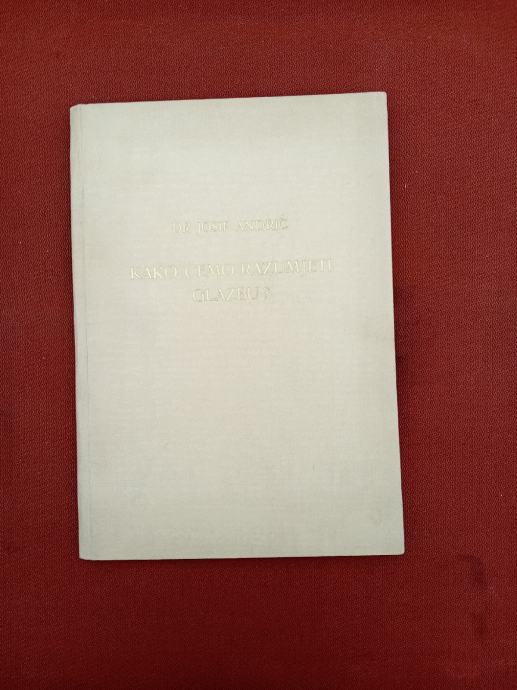 DR JOSIP ANDRIĆ
KAKO ĆEMO RAZUMJETI
GLAZBU?